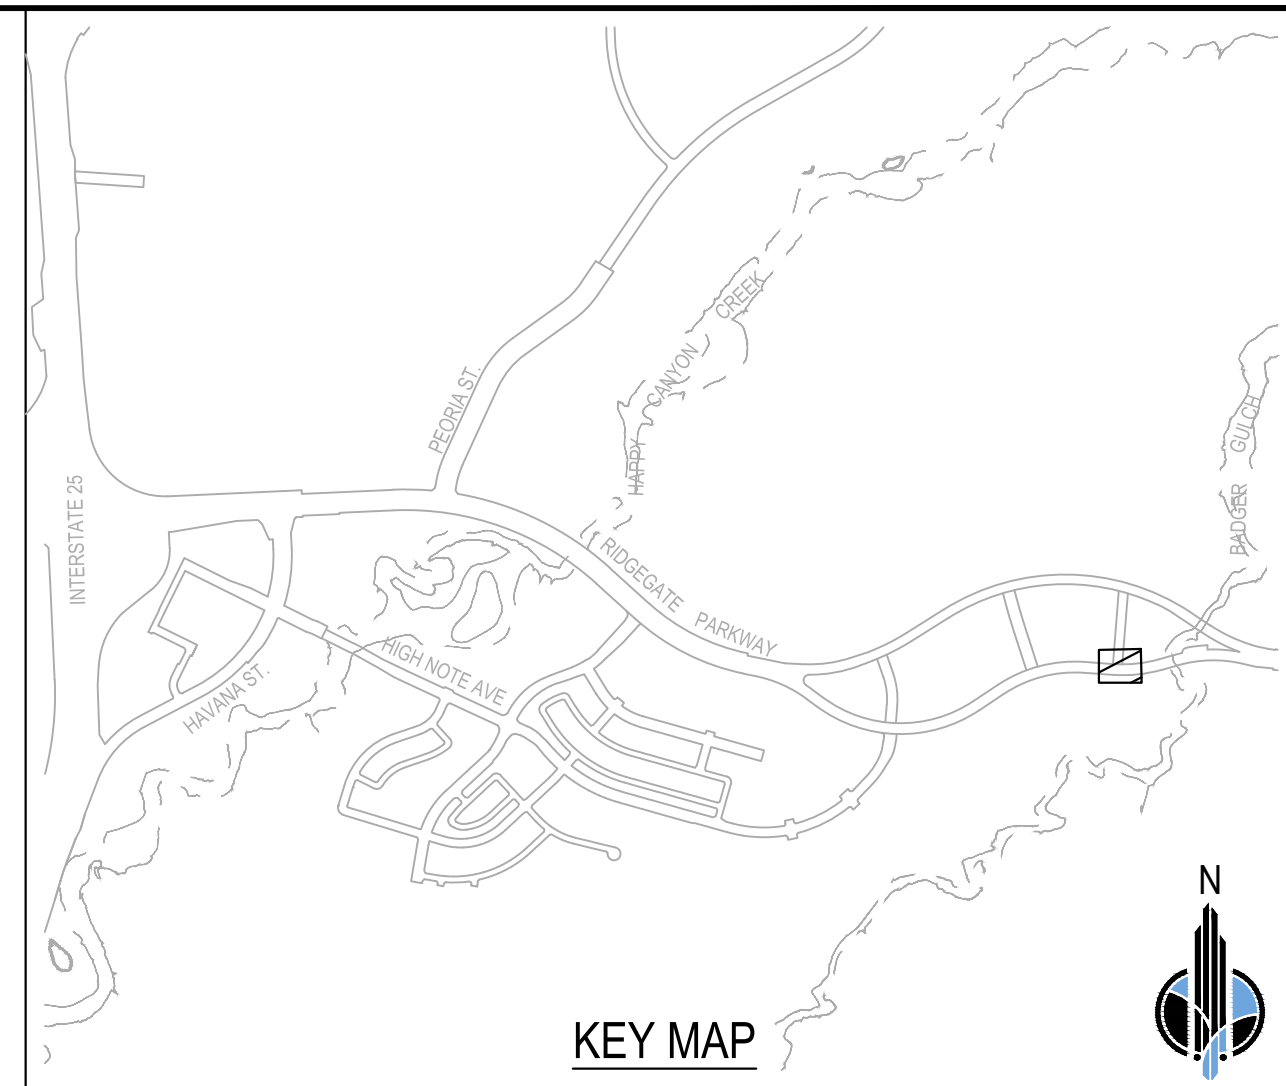 HAPPY CANYON CREEK
PEORIA ST.
BADGER GULCH
INTERSTATE 25
RIDGEGATE PARKWAY
HIGH NOTE AVE
HAVANA ST.
N
KEY MAP